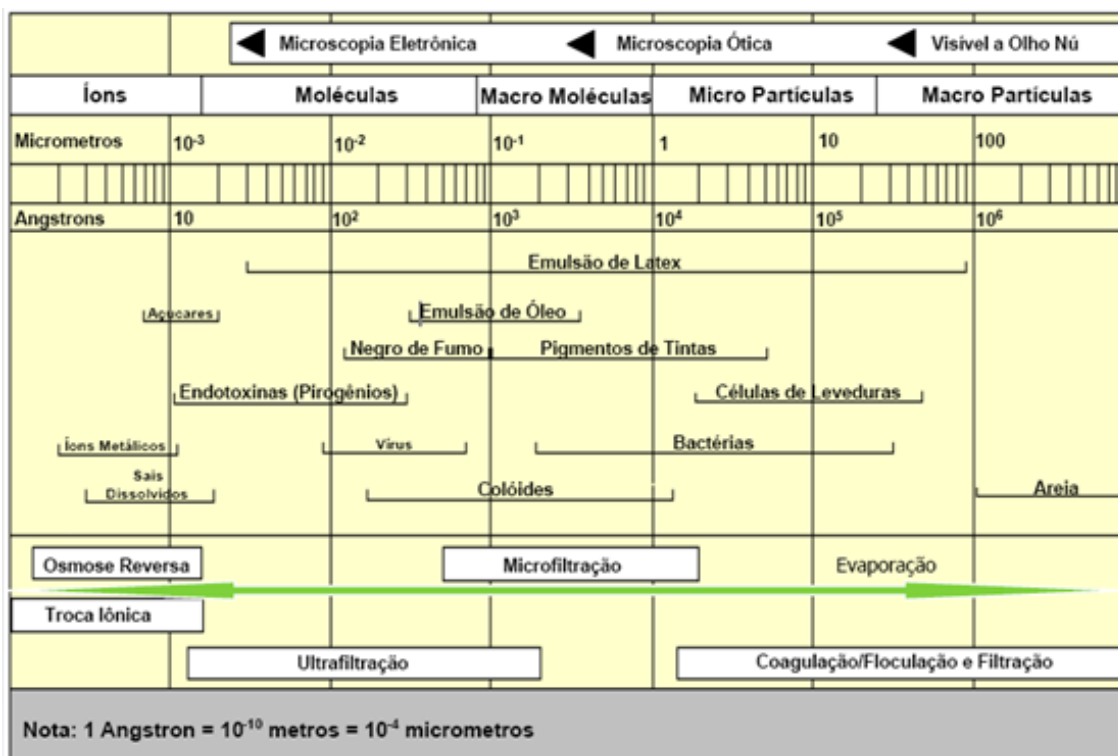 Microscopia Eletrônica Microscopia Ótica Visível a Olho Nú
Íons Moléculas Macro Moléculas Micro Partículas Macro Partículas
Micrometros 10⁻³ 10⁻² 10⁻¹ 1 10 100
Angstrons 10 10² 10³ 10⁴ 10⁵ 10⁶
Emulsão de Latex
Açucares Emulsão de Óleo
Negro de Fumo Pigmentos de Tintas
Endotoxinas (Pirogênios) Células de Leveduras
Íons Metálicos Vírus Bactérias
Sais
Dissolvidos Colóides Areia
Osmose Reversa Microfiltração Evaporação
Troca Iônica
Ultrafiltração Coagulação/Floculação e Filtração
Nota: 1 Angstron = 10⁻¹⁰ metros = 10⁻⁴ micrometros